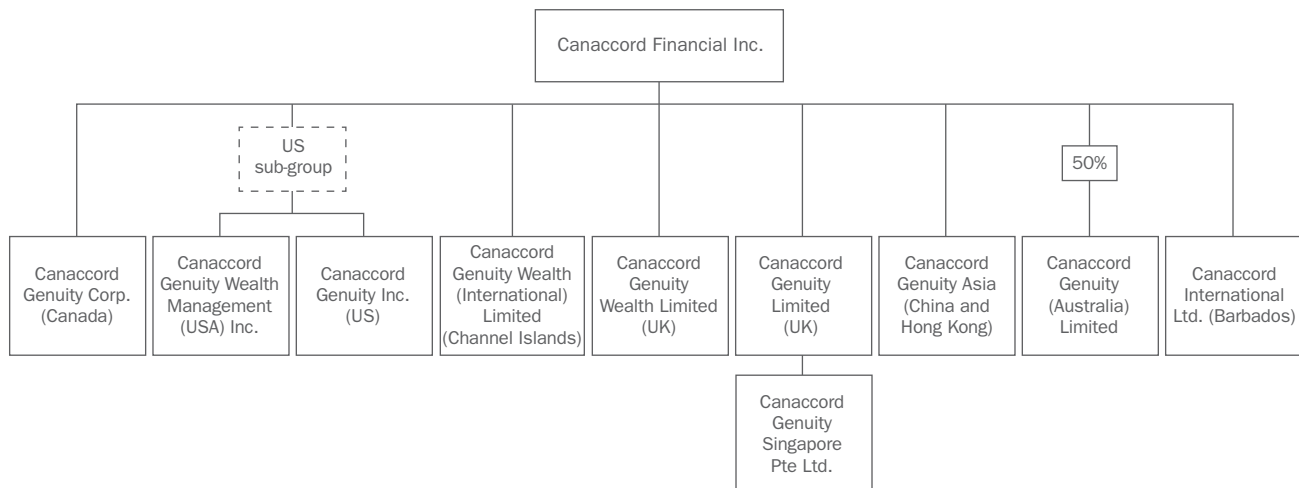 Canaccord Financial Inc.
US
sub-group
50%
Canaccord
Genuity Corp.
(Canada)
Canaccord
Genuity Wealth
Management
(USA) Inc.
Canaccord
Genuity Inc.
(US)
Canaccord
Genuity Wealth
(International)
Limited
(Channel Islands)
Canaccord
Genuity
Wealth Limited
(UK)
Canaccord
Genuity
Limited
(UK)
Canaccord
Genuity Asia
(China and
Hong Kong)
Canaccord
Genuity
(Australia)
Limited
Canaccord
International
Ltd. (Barbados)
Canaccord
Genuity
Singapore
Pte Ltd.